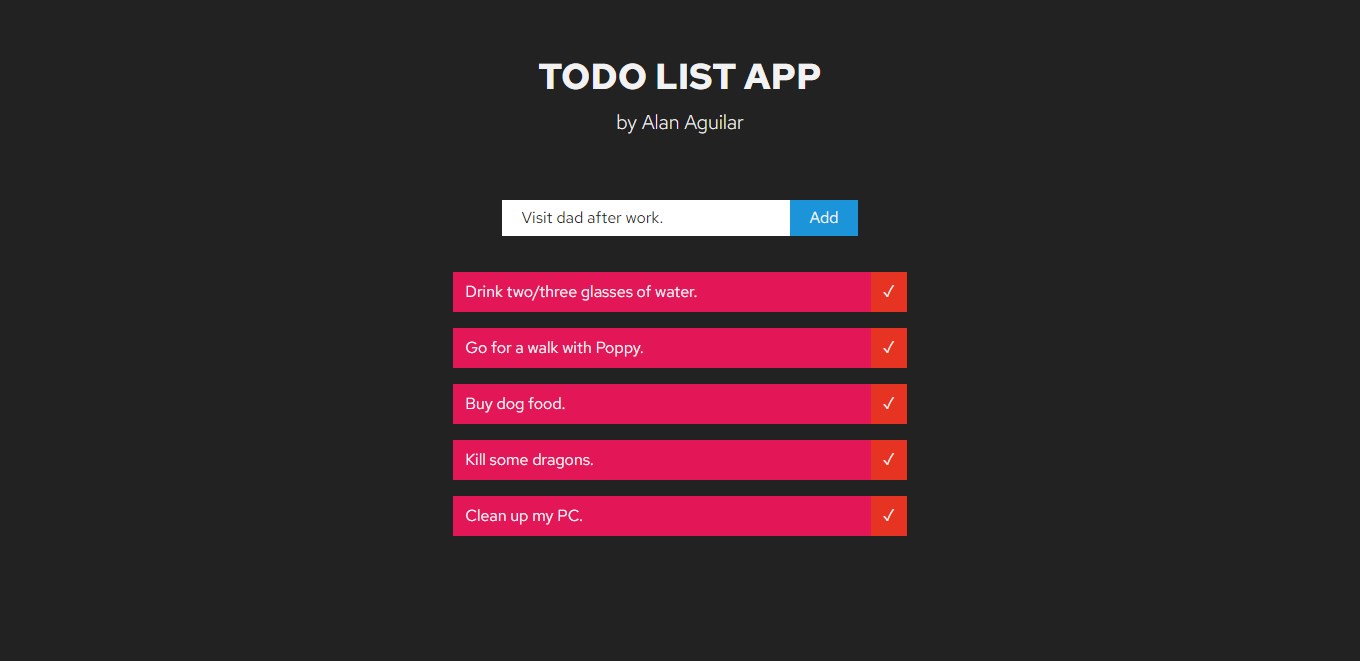 TODO LIST APP
by Alan Aguilar
Visit dad after work.
Add
Drink two/three glasses of water.
✓
Go for a walk with Poppy.
✓
Buy dog food.
✓
Kill some dragons.
✓
Clean up my PC.
✓